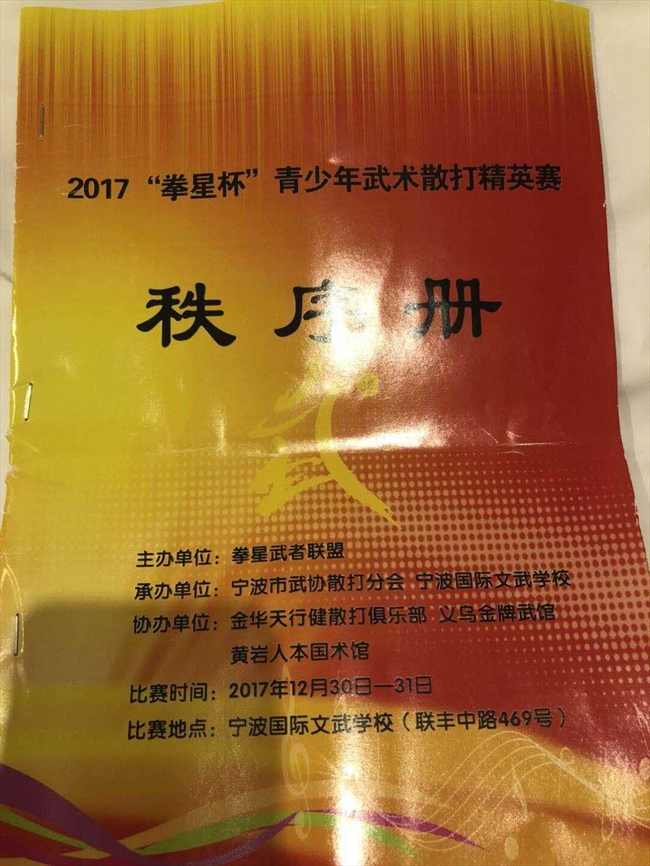 2017“拳星杯”青少年武术散打精英赛
秩序册
武
主办单位：拳星武者联盟
承办单位：宁波市武协散打分会 宁波国际文武学校
协办单位：金华天行健散打俱乐部 义乌金牌武馆
黄岩人本国术馆
比赛时间：2017年12月30日—31日
比赛地点：宁波国际文武学校（联丰中路469号）